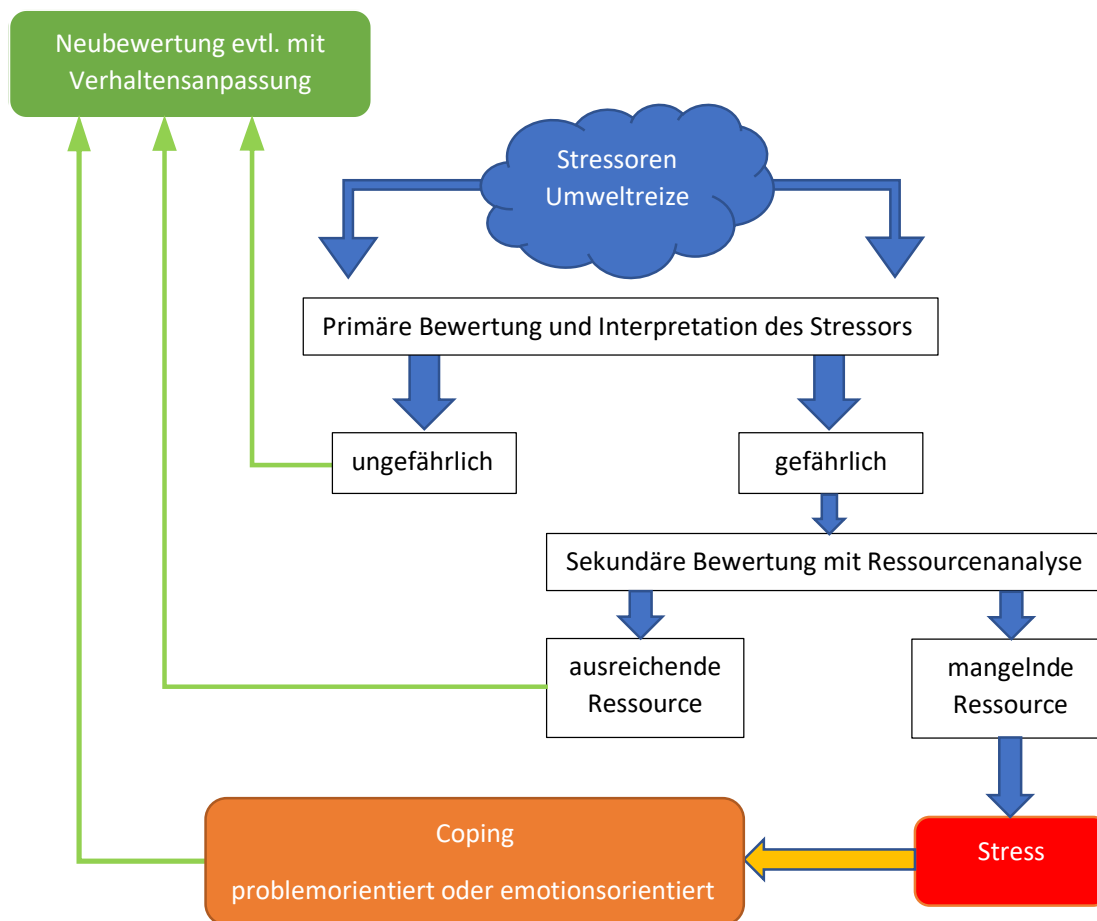 Neubewertung evtl. mit
Verhaltensanpassung
Stressoren
Umweltreize
Primäre Bewertung und Interpretation des Stressors
ungefährlich
gefährlich
Sekundäre Bewertung mit Ressourcenanalyse
ausreichende
Ressource
mangelnde
Ressource
Coping
problemorientiert oder emotionsorientiert
Stress